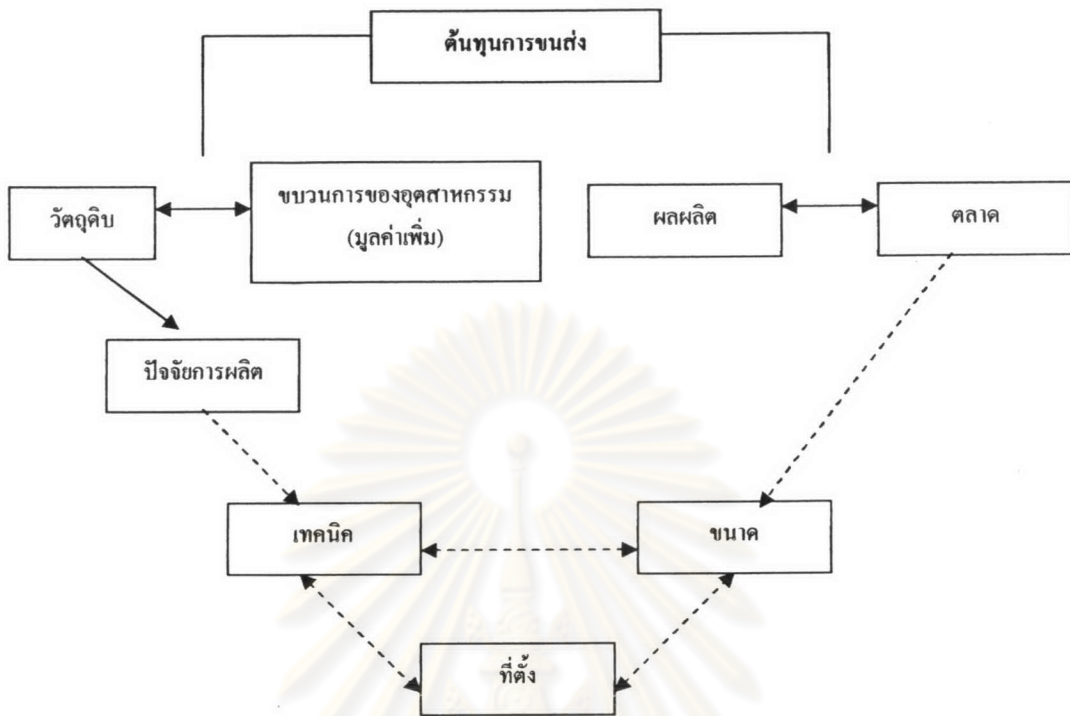 ต้นทุนการขนส่ง
วัตถุดิบ
ขบวนการของอุตสาหกรรม
(มูลค่าเพิ่ม)
ผลผลิต
ตลาด
ปัจจัยการผลิต
เทคนิค
ขนาด
ที่ตั้ง